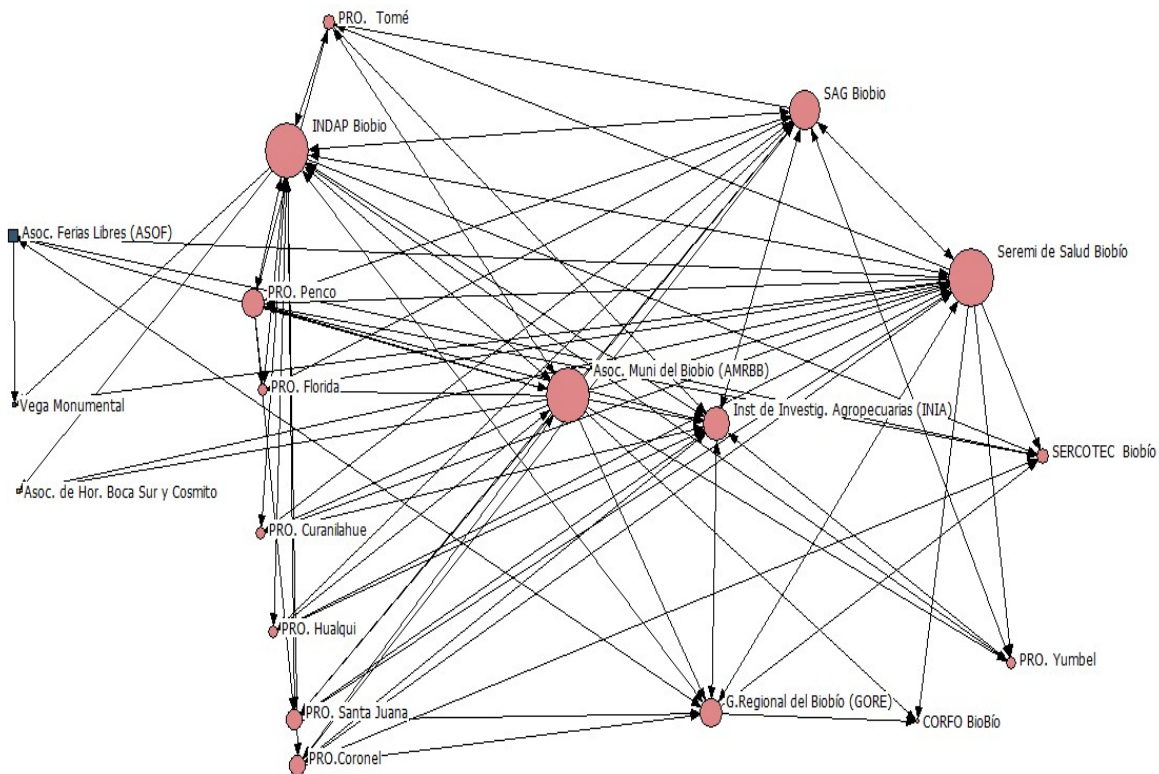 PRO. Tomé
SAG Biobio
INDAP Biobio
Asoc. Ferias Libres (ASOF)
Seremi de Salud Biobío
PRO. Penco
Asoc. Muni del Biobio (AMRBB)
PRO. Florida
Vega Monumental
Inst de Investig. Agropecuarias (INIA)
SERCOTEC Biobío
Asoc. de Hor. Boca Sur y Cosmito
PRO. Curanilahue
PRO. Hualqui
PRO. Yumbel
G.Regional del Biobío (GORE)
PRO. Santa Juana
CORFO BioBío
PRO.Coronel